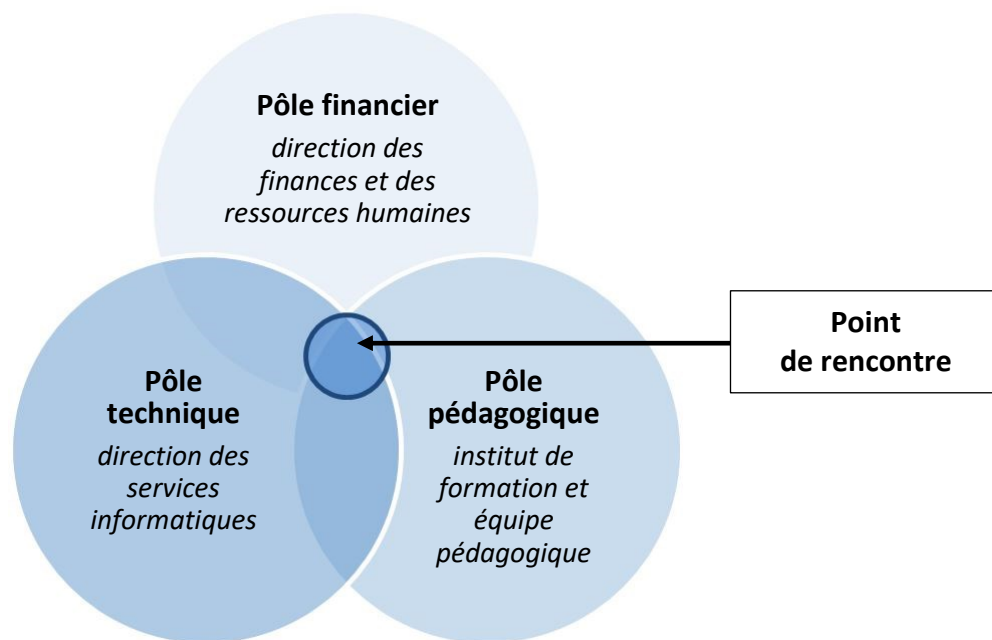 Pôle financier
direction des
finances et des
ressources humaines
Point
de rencontre
Pôle
technique
direction des
services
informatiques
Pôle
pédagogique
institut de
formation et
équipe
pédagogique